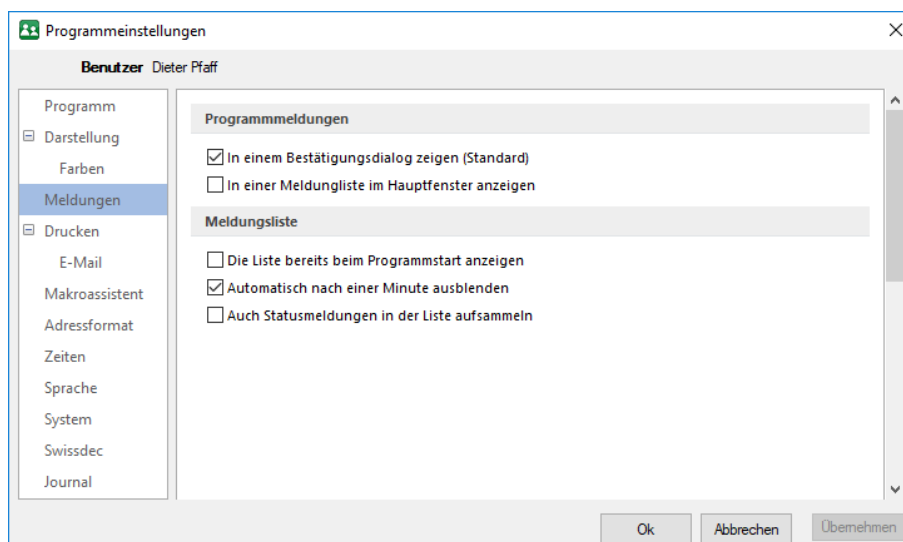 Programmeinstellungen
Benutzer Dieter Pfaff
Programm
Darstellung
Farben
Meldungen
Drucken
E-Mail
Makroassistent
Adressformat
Zeiten
Sprache
System
Swissdec
Journal
Programmmeldungen
In einem Bestätigungsdialog zeigen (Standard)
In einer Meldungliste im Hauptfenster anzeigen
Meldungsliste
Die Liste bereits beim Programmstart anzeigen
Automatisch nach einer Minute ausblenden
Auch Statusmeldungen in der Liste aufsammeln
Ok Abbrechen Übernehmen